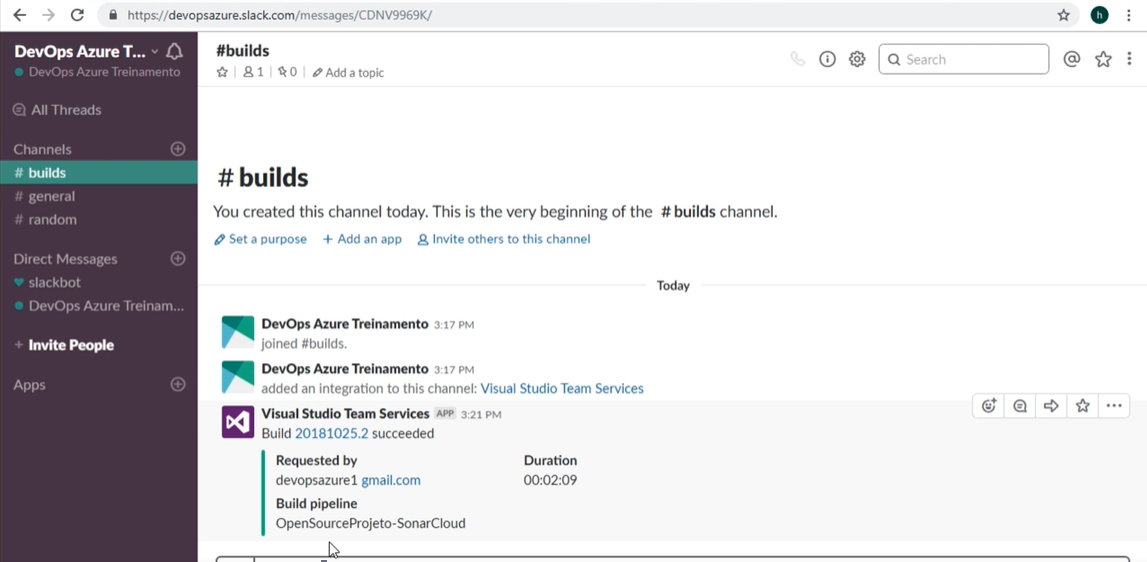 https://devopsazure.slack.com/messages/CDNV9969K/
h
DevOps Azure T...
DevOps Azure Treinamento
All Threads
Channels
# builds
# general
# random
Direct Messages
slackbot
DevOps Azure Treinam...
+ Invite People
Apps
#builds
1 | 0 | Add a topic
Search
# builds
You created this channel today. This is the very beginning of the # builds channel.
Set a purpose + Add an app Invite others to this channel
Today
DevOps Azure Treinamento 3:17 PM
joined #builds.
DevOps Azure Treinamento 3:17 PM
added an integration to this channel: Visual Studio Team Services
Visual Studio Team Services APP 3:21 PM
Build 20181025.2 succeeded
Requested by Duration
devopsazure1 gmail.com 00:02:09
Build pipeline
OpenSourceProjeto-SonarCloud